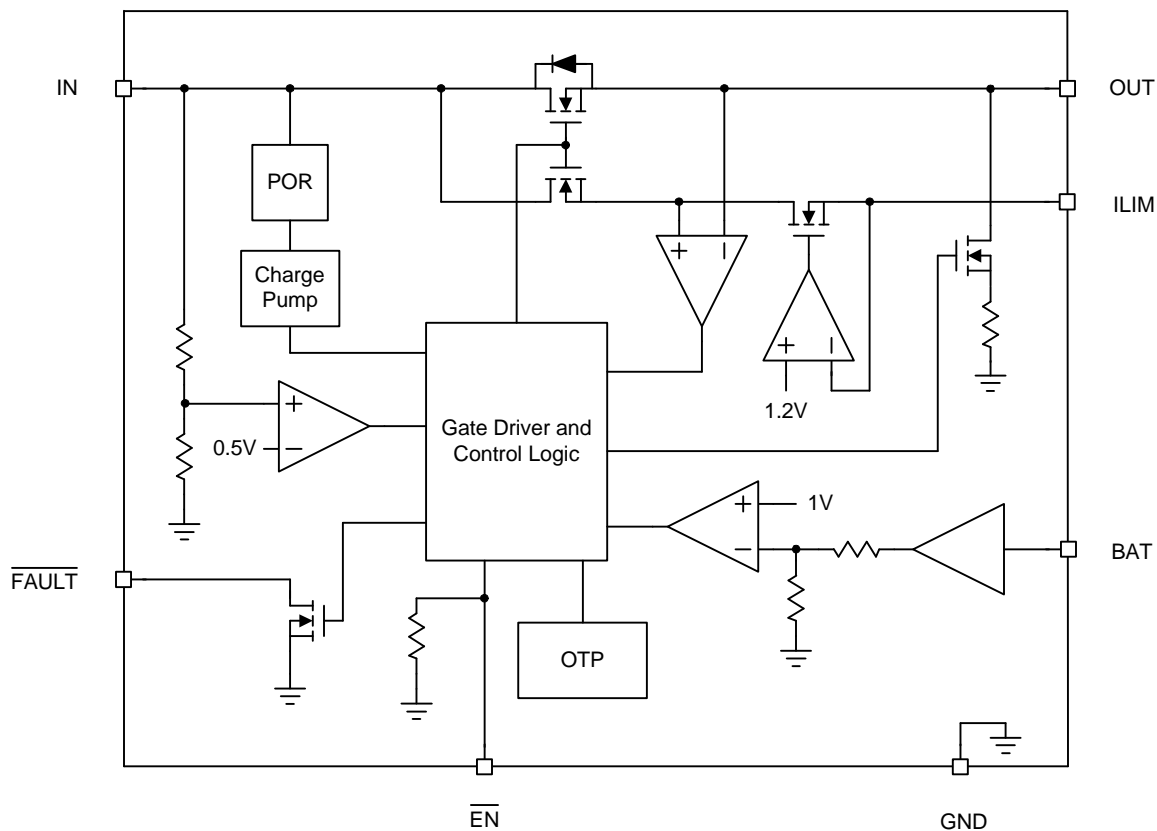 IN
OUT
POR
ILIM
Charge
Pump
+
−
+
−
1.2V
+
0.5V
−
Gate Driver and
Control Logic
+
1V
−
BAT
FAULT
OTP
EN
GND